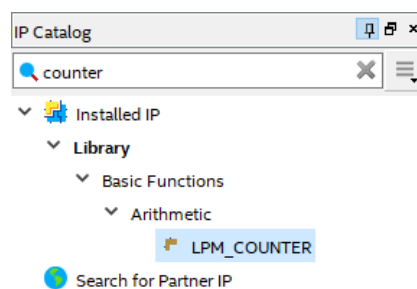 IP Catalog
counter
Installed IP
Library
Basic Functions
Arithmetic
LPM_COUNTER
Search for Partner IP